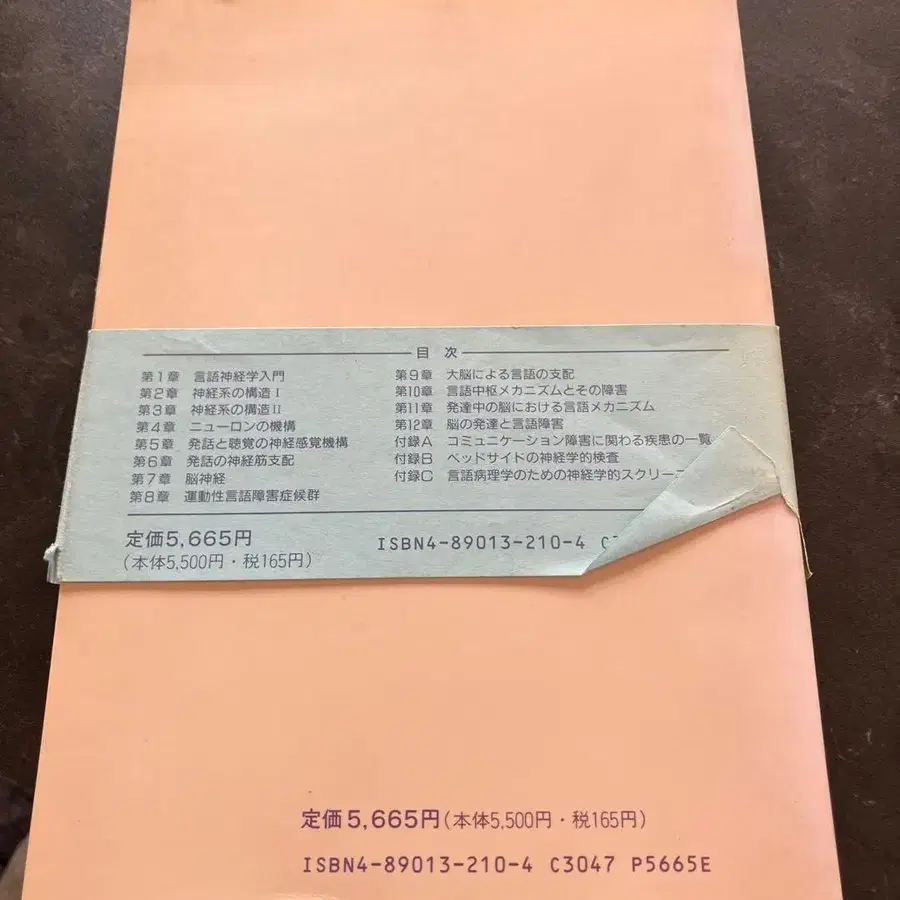 目次
第1章 言語神経学入門
第2章 神経系の構造Ⅰ
第3章 神経系の構造Ⅱ
第4章 ニューロンの機構
第5章 発話と聴覚の神経感覚機構
第6章 発話の神経筋支配
第7章 脳神経
第8章 運動性言語障害症候群
第9章 大脳による言語の支配
第10章 言語中枢メカニズムとその障害
第11章 発達中の脳における言語メカニズム
第12章 脳の発達と言語障害
付録A コミュニケーション障害に関わる疾患の一覧
付録B ベッドサイドの神経学的検査
付録C 言語病理学のための神経学的スクリーニ
定価5,665円
(本体5,500円・税165円)
ISBN4-89013-210-4
定価5,665円(本体5,500円・税165円)
ISBN4-89013-210-4 C3047 P5665E